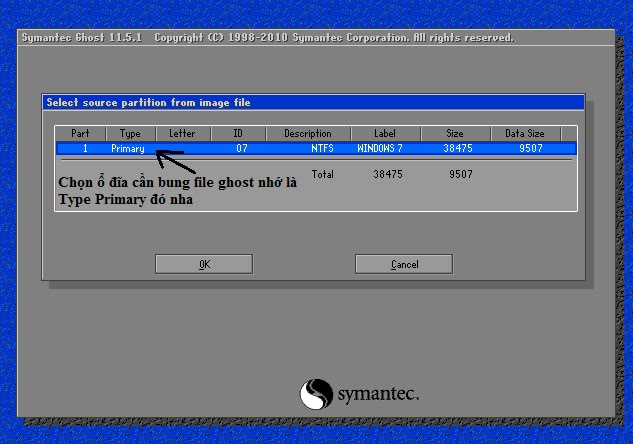 Symantec Ghost 11.5.1 Copyright (C) 1998-2010 Symantec Corporation. All rights reserved.
Select source partition from image file
Part Type Letter ID Description Label Size Data Size
1 Primary 07 NTFS WINDOWS 7 38475 9507
Total 38475 9507
Chọn ổ đĩa cần bung file ghost nhớ là
Type Primary đó nha
OK Cancel
symantec.